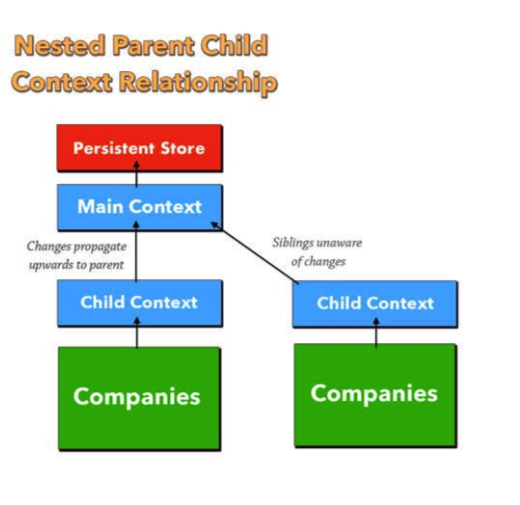 Nested Parent Child
Context Relationship
Persistent Store
Main Context
Changes propagate
upwards to parent
Siblings unaware
of changes
Child Context
Child Context
Companies
Companies